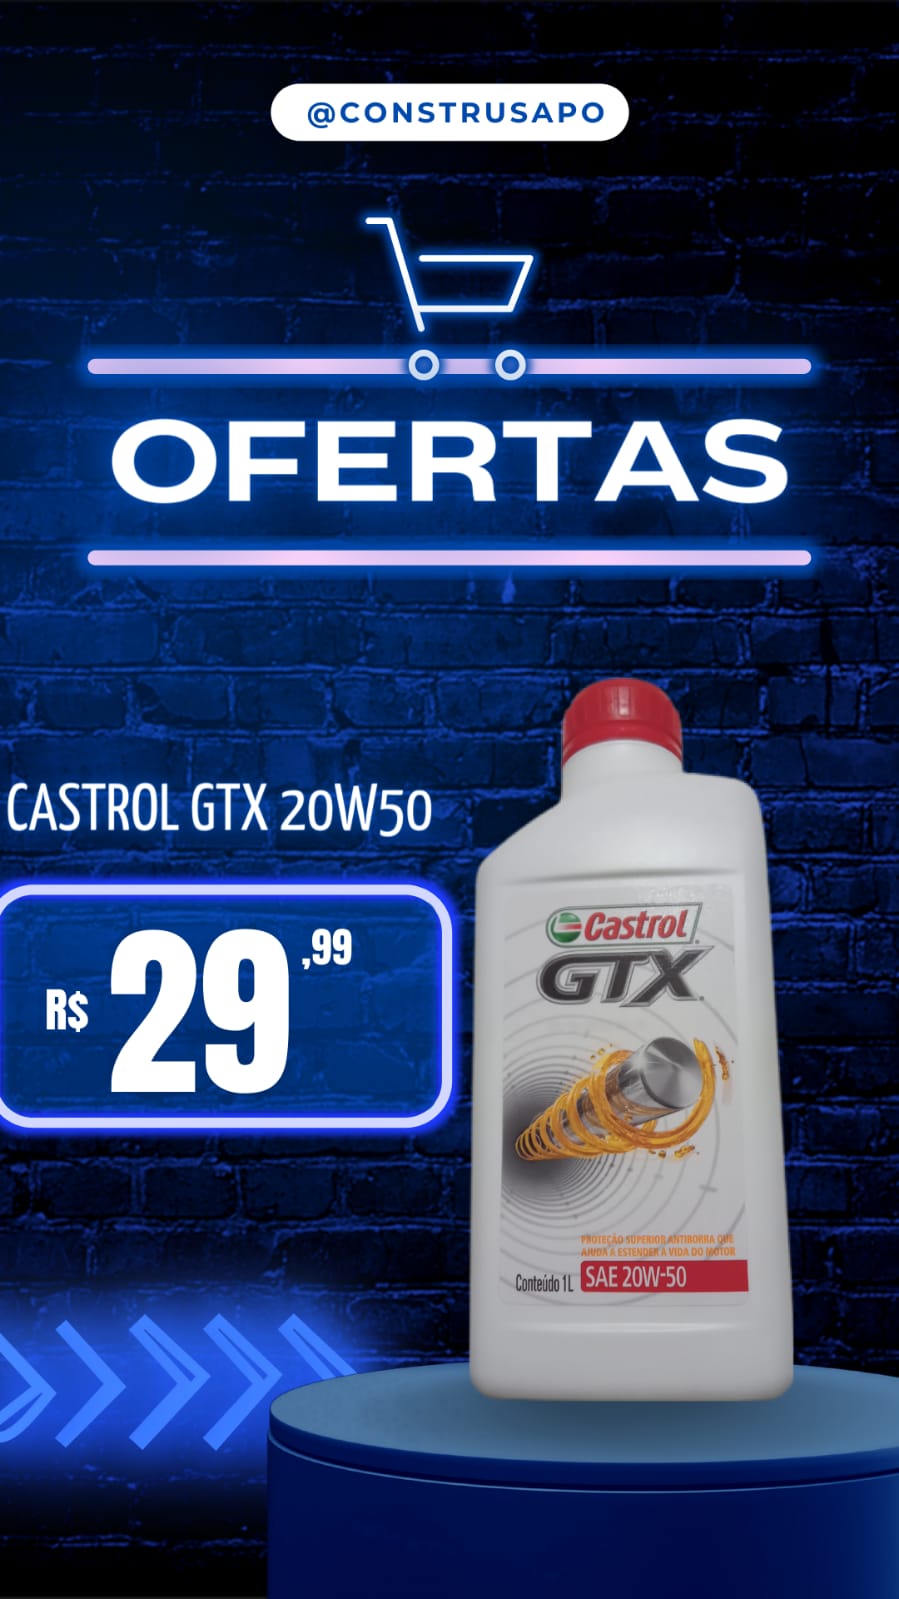 @CONSTRUSAPO
OFERTAS
CASTROL GTX 20W50
R$ 29,99
Castrol
GTX
PROTEÇÃO SUPERIOR ANTIBORRA QUE
AJUDA A ESTENDER A VIDA DO MOTOR
Conteúdo 1L SAE 20W-50